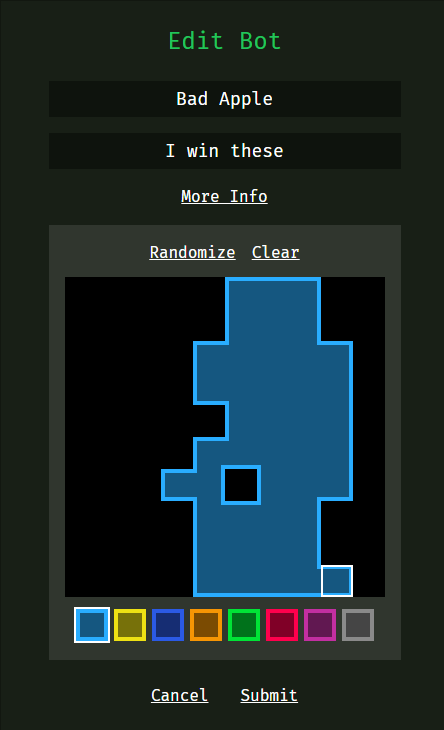 Edit Bot
Bad Apple
I win these
More Info
Randomize Clear
Cancel Submit